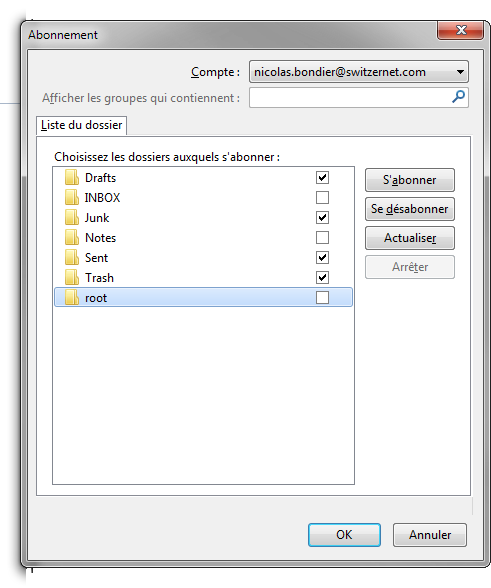 Abonnement
Compte : nicolas.bondier@switzernet.com
Afficher les groupes qui contiennent :
Liste du dossier
Choisissez les dossiers auxquels s'abonner :
Drafts
INBOX
Junk
Notes
Sent
Trash
root
S'abonner
Se désabonner
Actualiser
Arrêter
OK
Annuler